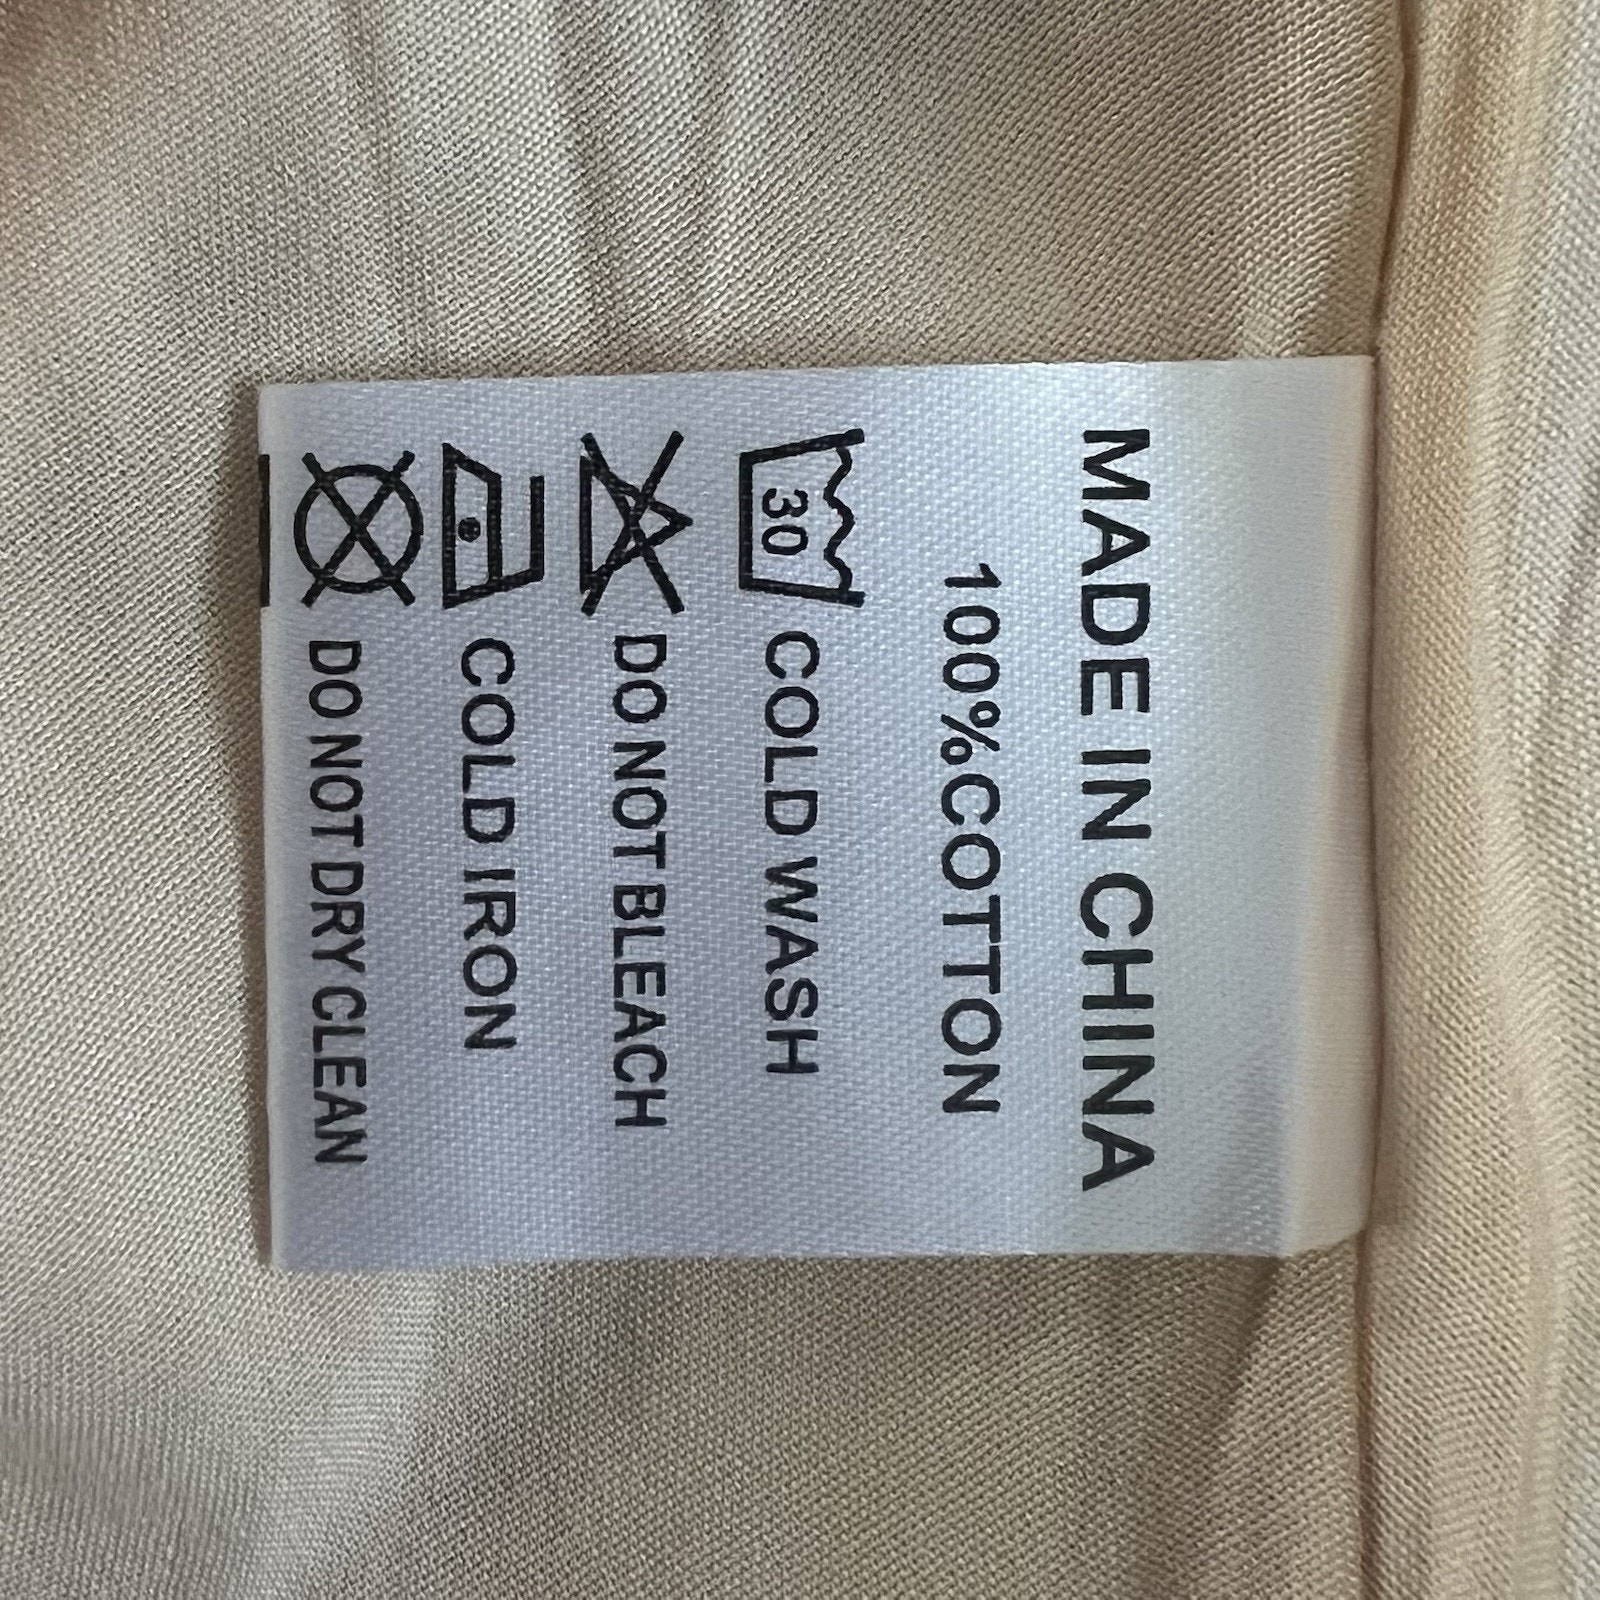 MADE IN CHINA
100%COTTON
30 COLD WASH
DO NOT BLEACH
COLD IRON
DO NOT DRY CLEAN